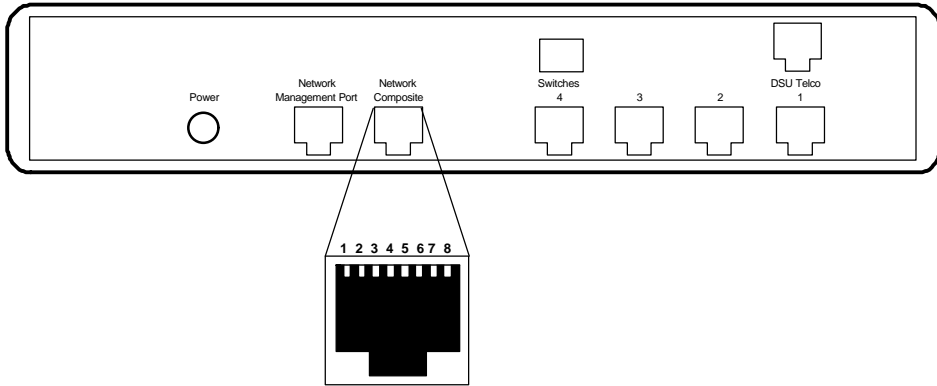 Switches
DSU Telco
Power
Network
Management Port
Network
Composite
4
3
2
1
1 2 3 4 5 6 7 8